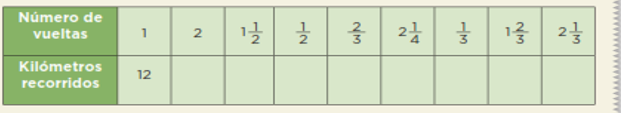 Número de
vueltas
1 2 1 1/2 1/2 2/3 2 1/4 1/3 1 2/3 2 1/3
Kilómetros
recorridos
12